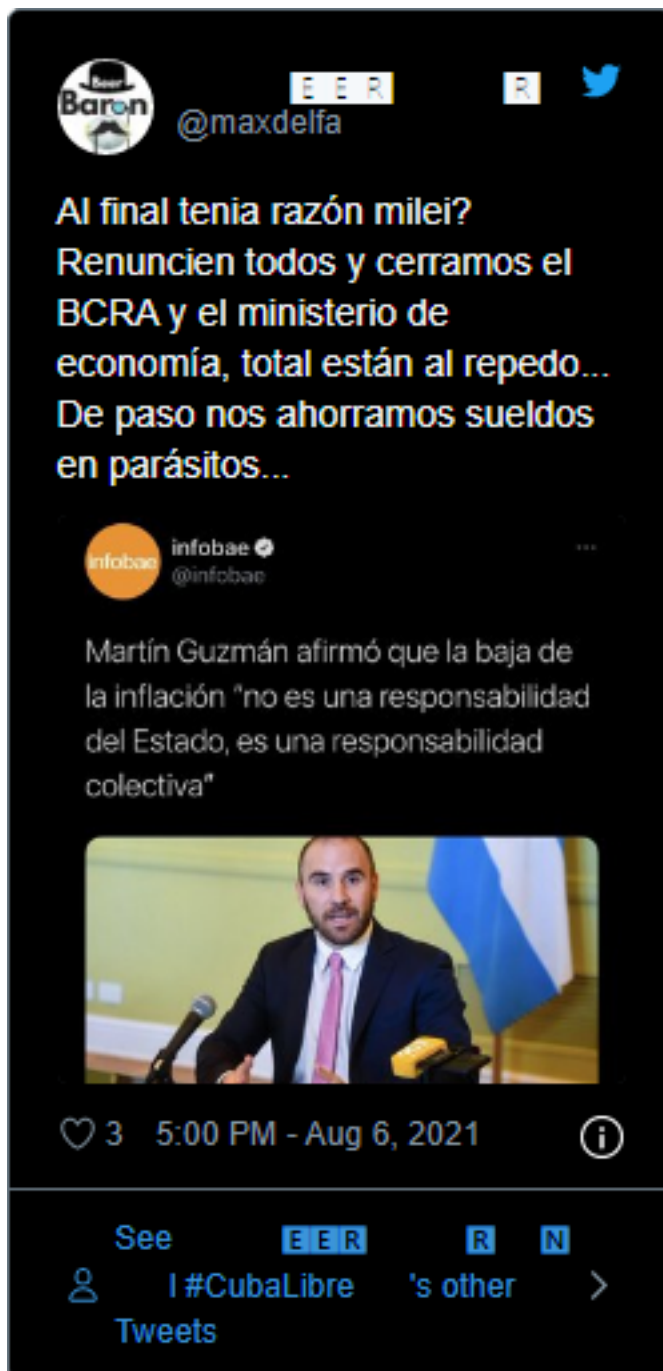 Beer
Baron
E E R R
@maxdelfa
Al final tenia razón milei?
Renuncien todos y cerramos el
BCRA y el ministerio de
economía, total están al repedo...
De paso nos ahorramos sueldos
en parásitos...
infobae
infobae
@infobae
Martín Guzmán afirmó que la baja de
la inflación "no es una responsabilidad
del Estado, es una responsabilidad
colectiva"
3 5:00 PM - Aug 6, 2021
See E E R R N
l #CubaLibre 's other
Tweets